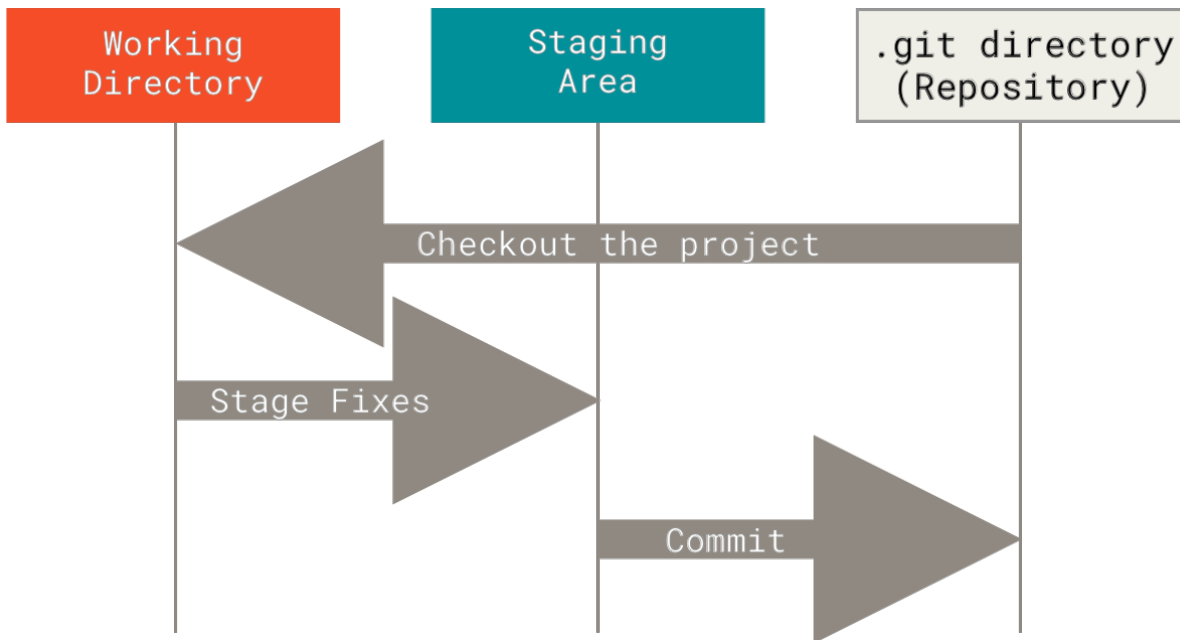 Working
Directory
Staging
Area
.git directory
(Repository)
Checkout the project
Stage Fixes
Commit